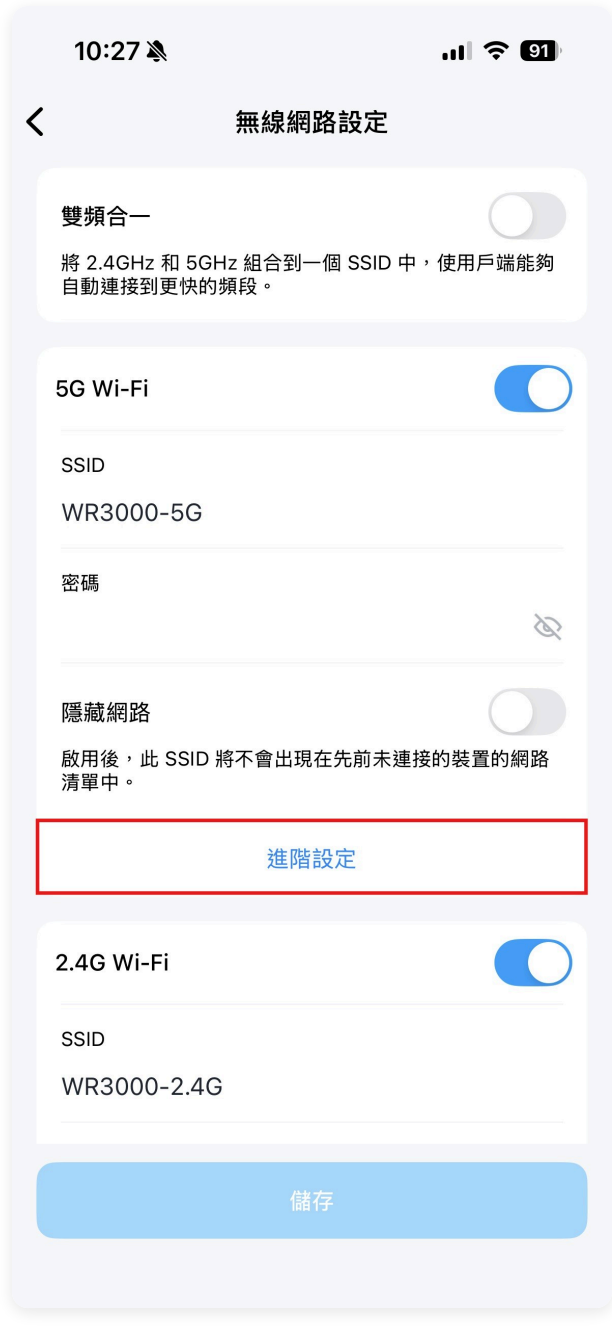 10:27
91
無線網路設定
雙頻合一
將 2.4GHz 和 5GHz 組合到一個 SSID 中，使用戶端能夠
自動連接到更快的頻段。
5G Wi-Fi
SSID
WR3000-5G
密碼
隱藏網路
啟用後，此 SSID 將不會出現在先前未連接的裝置的網路
清單中。
進階設定
2.4G Wi-Fi
SSID
WR3000-2.4G
儲存